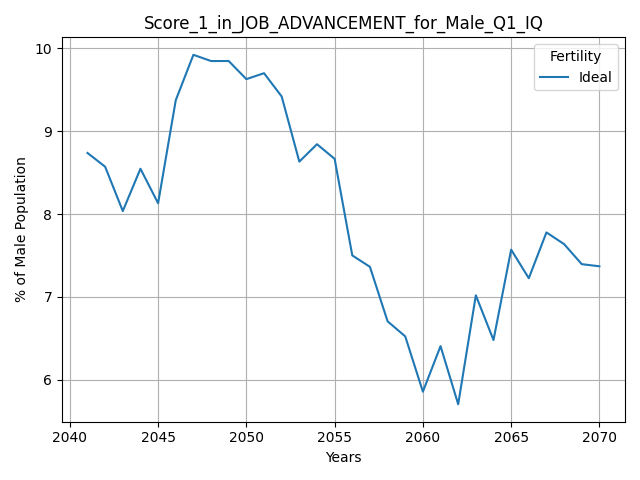 Score_1_in_JOB_ADVANCEMENT_for_Male_Q1_IQ
Fertility
Ideal
% of Male Population
10
9
8
7
6
2040 2045 2050 2055 2060 2065 2070
Years